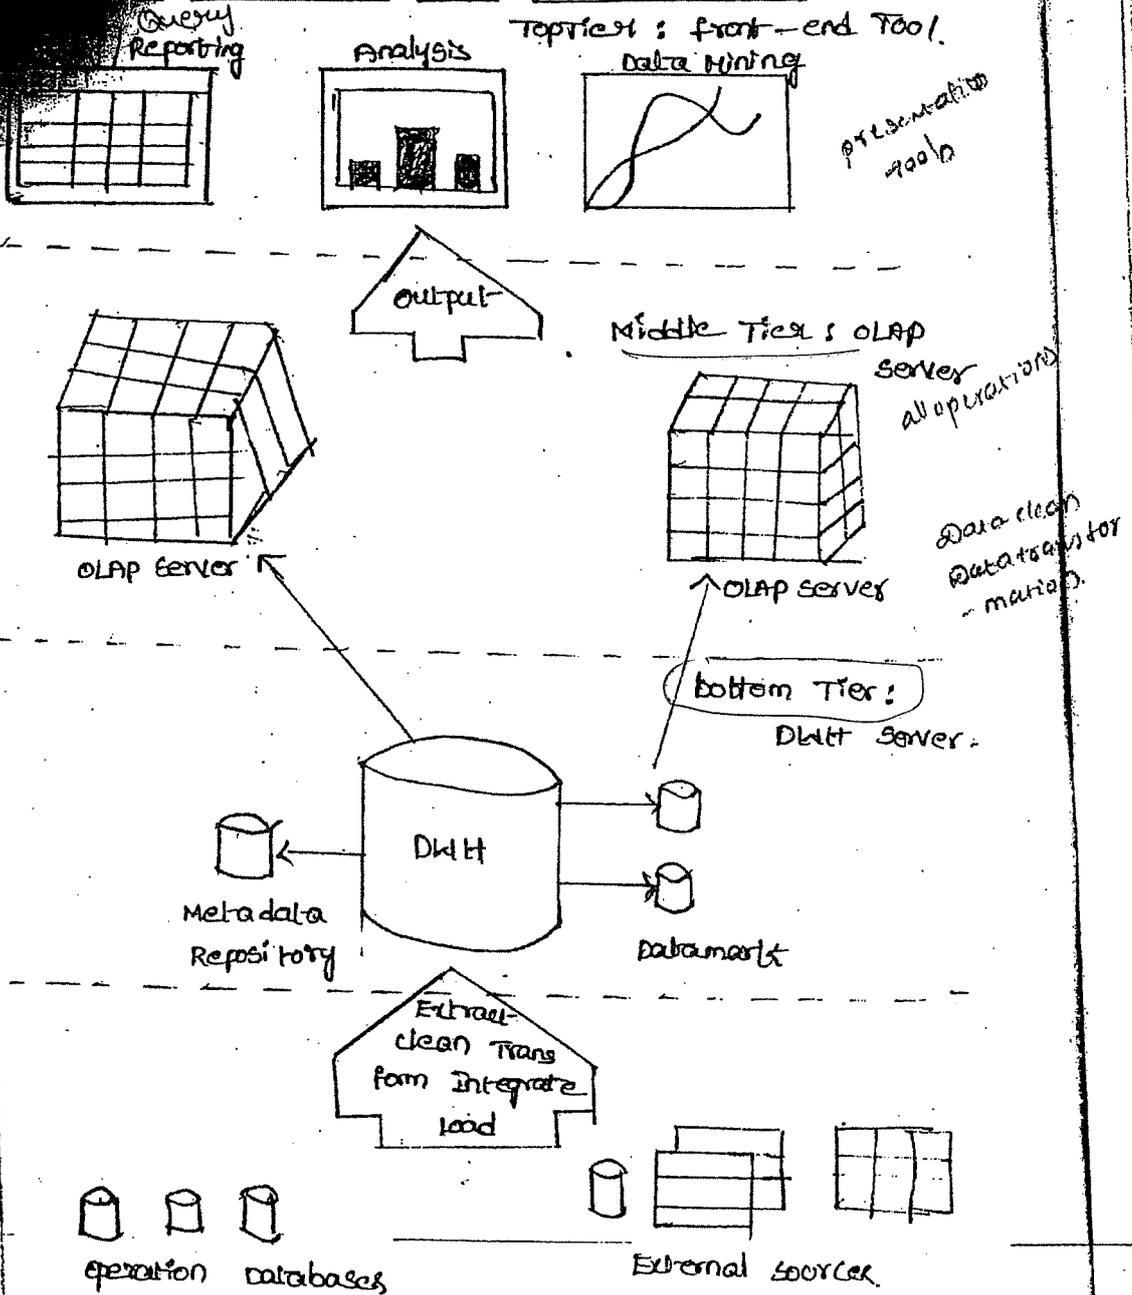 Query
Reporting
Analysis
TopTier : front-end Tool.
Data Mining
presentation
tools
Output
Middle Tier : OLAP
Server
all operations
OLAP Server
OLAP Server
Data clean
Data transfor
- mation.
Bottom Tier :
DWH Server.
DWH
Metadata
Repository
Datamarts
Extract
clean Trans
form Integrate
Load
Operation Databases
External Sources.